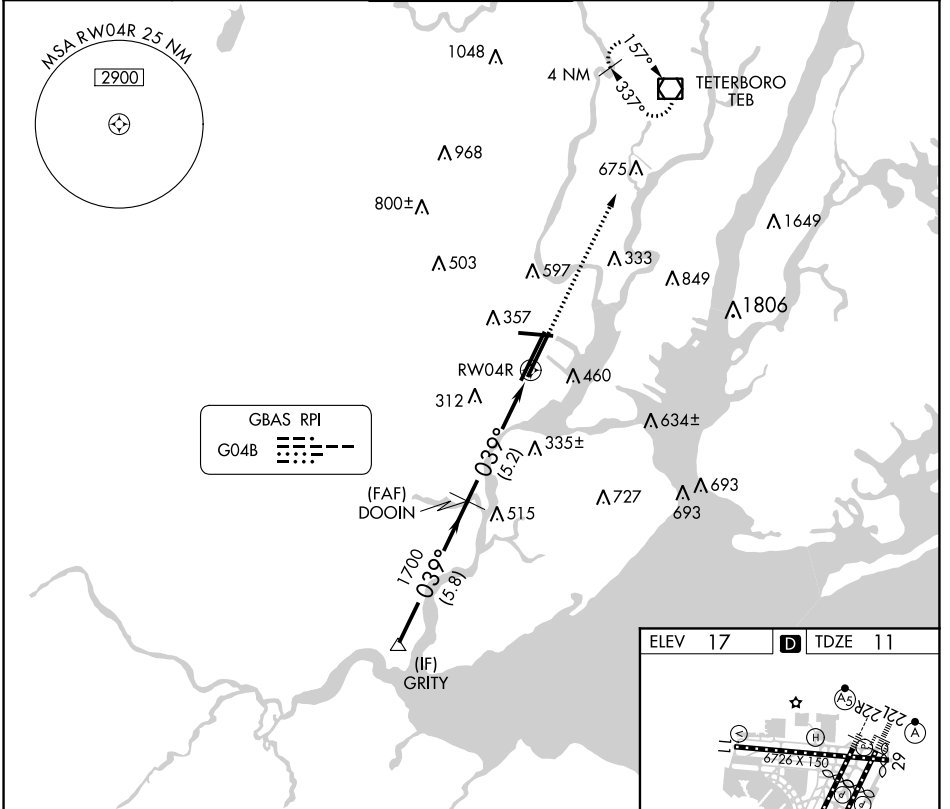 MSA RW04R 25 NM
2900
1048
4 NM
157°
337°
TETERBORO
TEB
968
675
800±
1649
503
597
333
849
357
1806
RW04R
460
312
634±
GBAS RPI
G04B
039°
(5.2)
335±
(FAF)
DOOIN
515
727
693
693
1700
039°
(5.8)
(IF)
GRITY
ELEV 17
D
TDZE 11
A5
22R
22L
A
V
H
P
11
6726 X 150
29
P
P